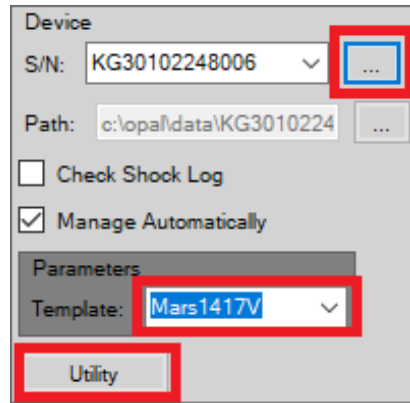 Device
S/N: KG30102248006 ...
Path: c:\opal\data\KG3010224 ...
Check Shock Log
Manage Automatically
Parameters
Template: Mars1417V
Utility